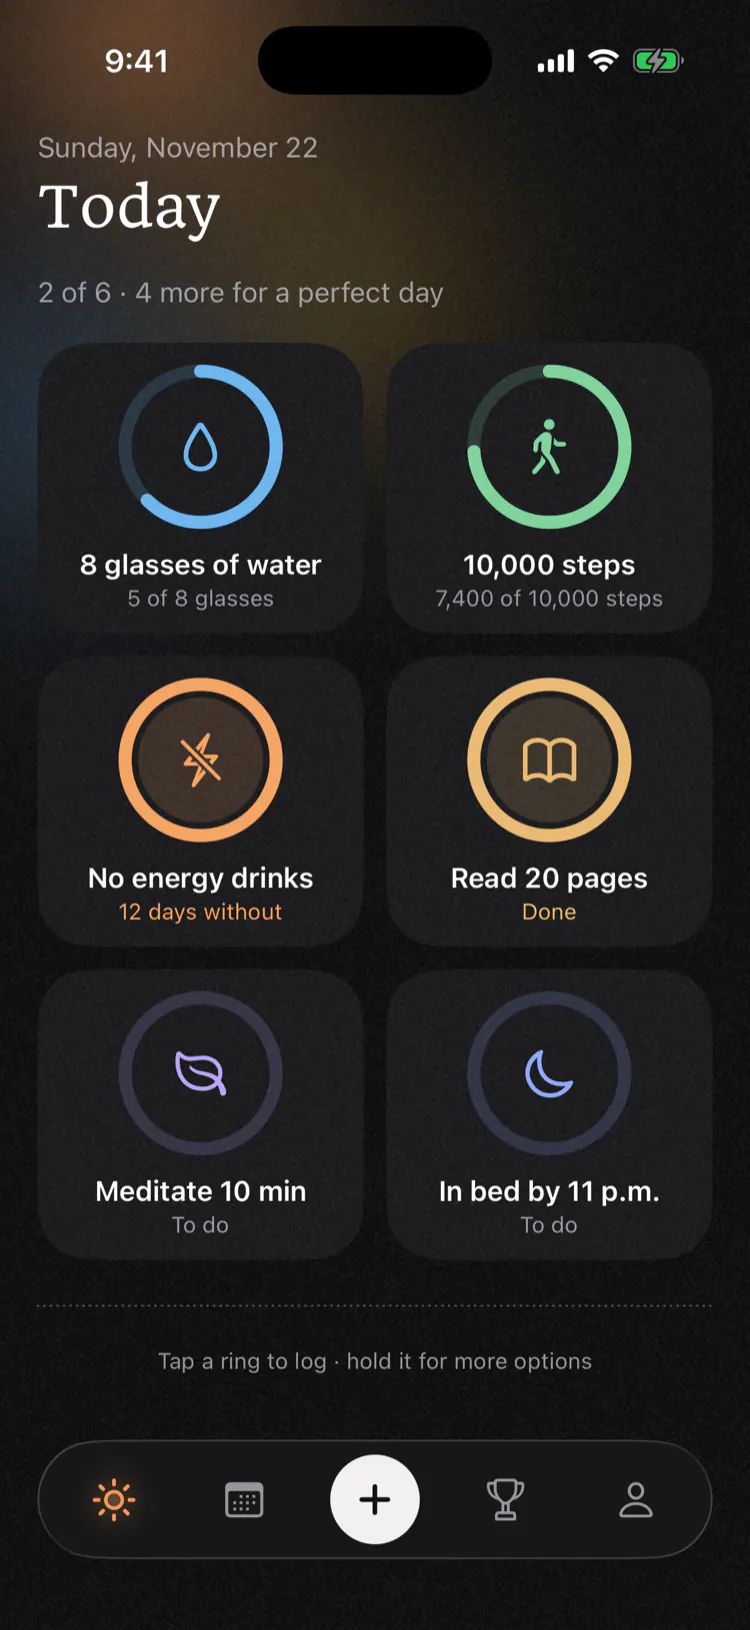 9:41
Sunday, November 22
Today
2 of 6 · 4 more for a perfect day
8 glasses of water
5 of 8 glasses
10,000 steps
7,400 of 10,000 steps
No energy drinks
12 days without
Read 20 pages
Done
Meditate 10 min
To do
In bed by 11 p.m.
To do
Tap a ring to log · hold it for more options